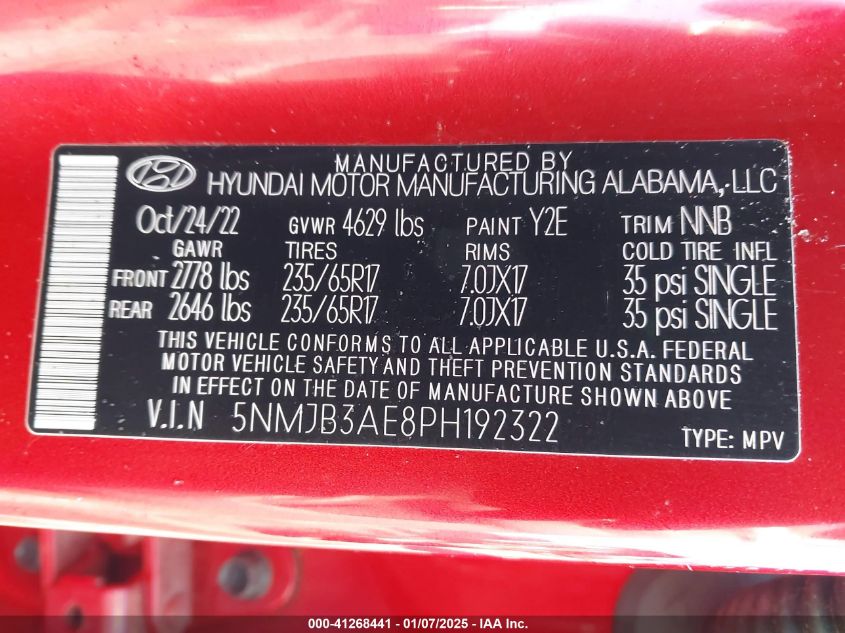 MANUFACTURED BY
HYUNDAI MOTOR MANUFACTURING ALABAMA, LLC
Oct/24/22 GVWR 4629 lbs PAINT Y2E TRIM NNB
GAWR TIRES RIMS COLD TIRE INFL
FRONT 2778 lbs 235/65R17 7.0JX17 35 psi SINGLE
REAR 2646 lbs 235/65R17 7.0JX17 35 psi SINGLE
THIS VEHICLE CONFORMS TO ALL APPLICABLE U.S.A. FEDERAL
MOTOR VEHICLE SAFETY AND THEFT PREVENTION STANDARDS
IN EFFECT ON THE DATE OF MANUFACTURE SHOWN ABOVE
V.I.N 5NMJB3AE8PH192322
TYPE: MPV
000-41268441 — 01/07/2025 — IAA Inc.